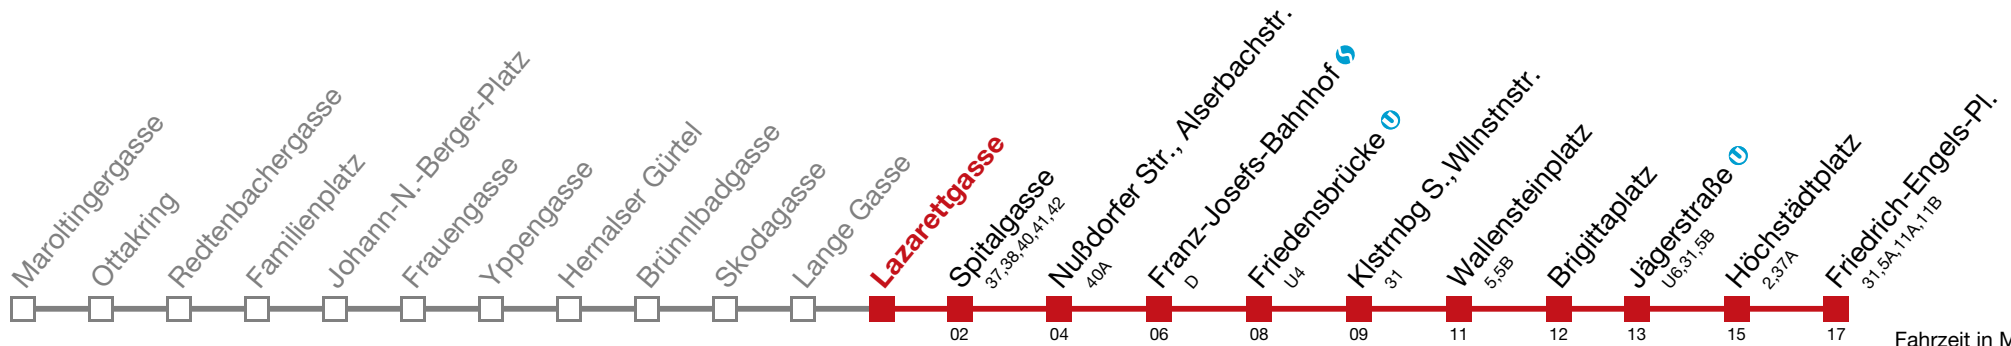 Maroltingergasse
Ottakring
Redtenbachergasse
Familienplatz
Johann-N.-Berger-Platz
Frauengasse
Yppengasse
Hernalser Gürtel
Brünnlbadgasse
Skodagasse
Lange Gasse
Lazarettgasse
Spitalgasse
37,38,40,41,42
Nußdorfer Str., Alserbachstr.
40A
Franz-Josefs-Bahnhof S
D
Friedensbrücke U
U4
Klstrnbg S.,Wllnstnstr.
31
Wallensteinplatz
5,5B
Brigittaplatz
Jägerstraße U
U6,31,5B
Höchstädtplatz
2,37A
Friedrich-Engels-Pl.
31,5A,11A,11B
02 04 06 08 09 11 12 13 15 17
Fahrzeit in M